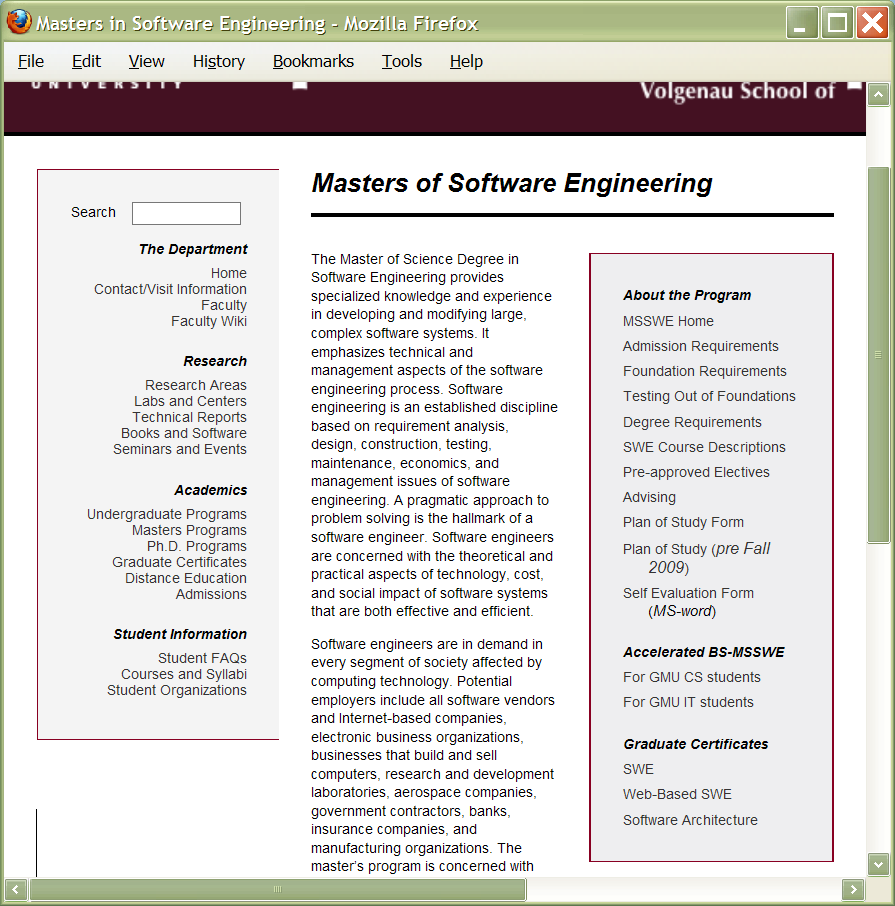 Masters in Software Engineering - Mozilla Firefox
File Edit View History Bookmarks Tools Help
UNIVERSITY
Volgenau School of
Search
The Department
Home
Contact/Visit Information
Faculty
Faculty Wiki
Research
Research Areas
Labs and Centers
Technical Reports
Books and Software
Seminars and Events
Academics
Undergraduate Programs
Masters Programs
Ph.D. Programs
Graduate Certificates
Distance Education
Admissions
Student Information
Student FAQs
Courses and Syllabi
Student Organizations
Masters of Software Engineering
The Master of Science Degree in
Software Engineering provides
specialized knowledge and experience
in developing and modifying large,
complex software systems. It
emphasizes technical and
management aspects of the software
engineering process. Software
engineering is an established discipline
based on requirement analysis,
design, construction, testing,
maintenance, economics, and
management issues of software
engineering. A pragmatic approach to
problem solving is the hallmark of a
software engineer. Software engineers
are concerned with the theoretical and
practical aspects of technology, cost,
and social impact of software systems
that are both effective and efficient.
Software engineers are in demand in
every segment of society affected by
computing technology. Potential
employers include all software vendors
and Internet-based companies,
electronic business organizations,
businesses that build and sell
computers, research and development
laboratories, aerospace companies,
government contractors, banks,
insurance companies, and
manufacturing organizations. The
master's program is concerned with
About the Program
MSSWE Home
Admission Requirements
Foundation Requirements
Testing Out of Foundations
Degree Requirements
SWE Course Descriptions
Pre-approved Electives
Advising
Plan of Study Form
Plan of Study (pre Fall
2009)
Self Evaluation Form
(MS-word)
Accelerated BS-MSSWE
For GMU CS students
For GMU IT students
Graduate Certificates
SWE
Web-Based SWE
Software Architecture